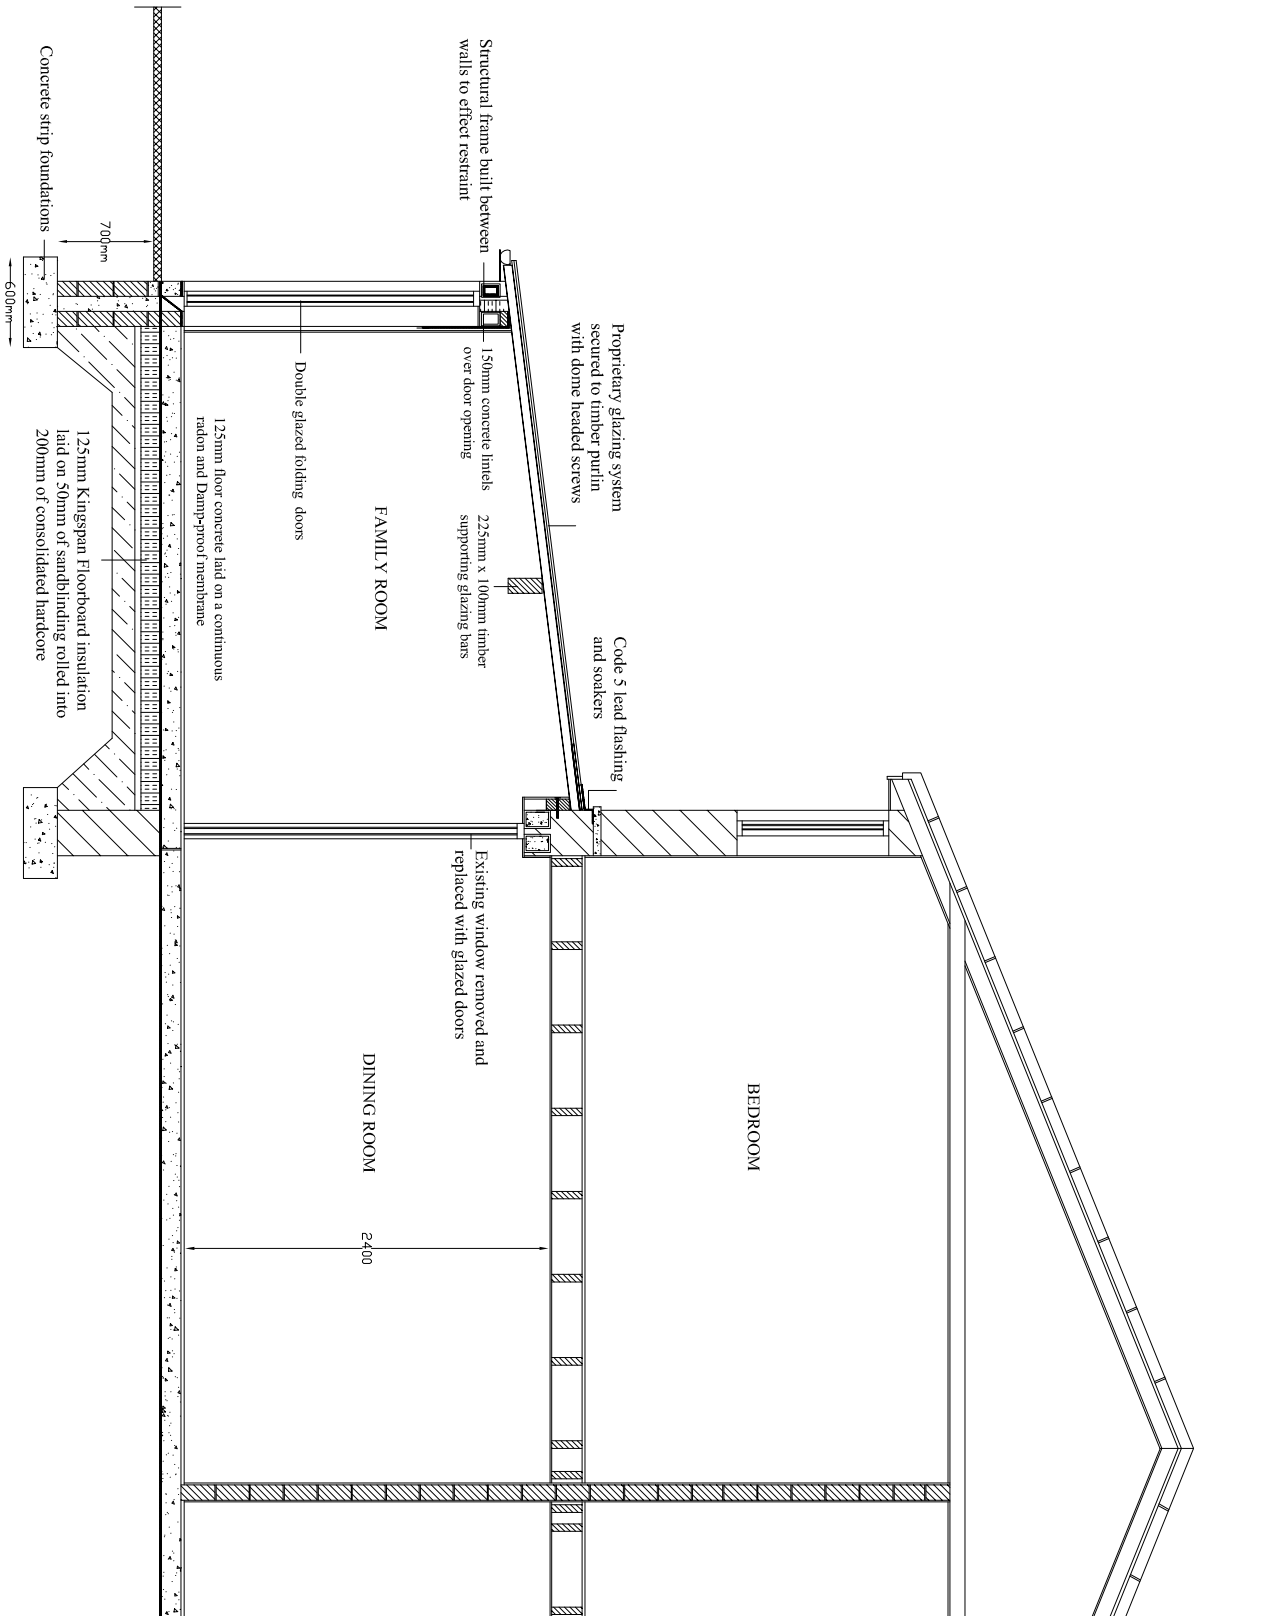 Proprietary glazing system
secured to timber purlin
with dome headed screws
Code 5 lead flashing
and soakers
BEDROOM
Structural frame built between
walls to effect restraint
150mm concrete lintels
over door opening
225mm x 100mm timber
supporting glazing bars
Existing window removed and
replaced with glazed doors
FAMILY ROOM
DINING ROOM
2400
Double glazed folding doors
125mm floor concrete laid on a continuous
radon and Damp-proof membrane
700mm
125mm Kingspan Floorboard insulation
laid on 50mm of sandblinding rolled into
200mm of consolidated hardcore
Concrete strip foundations
600mm